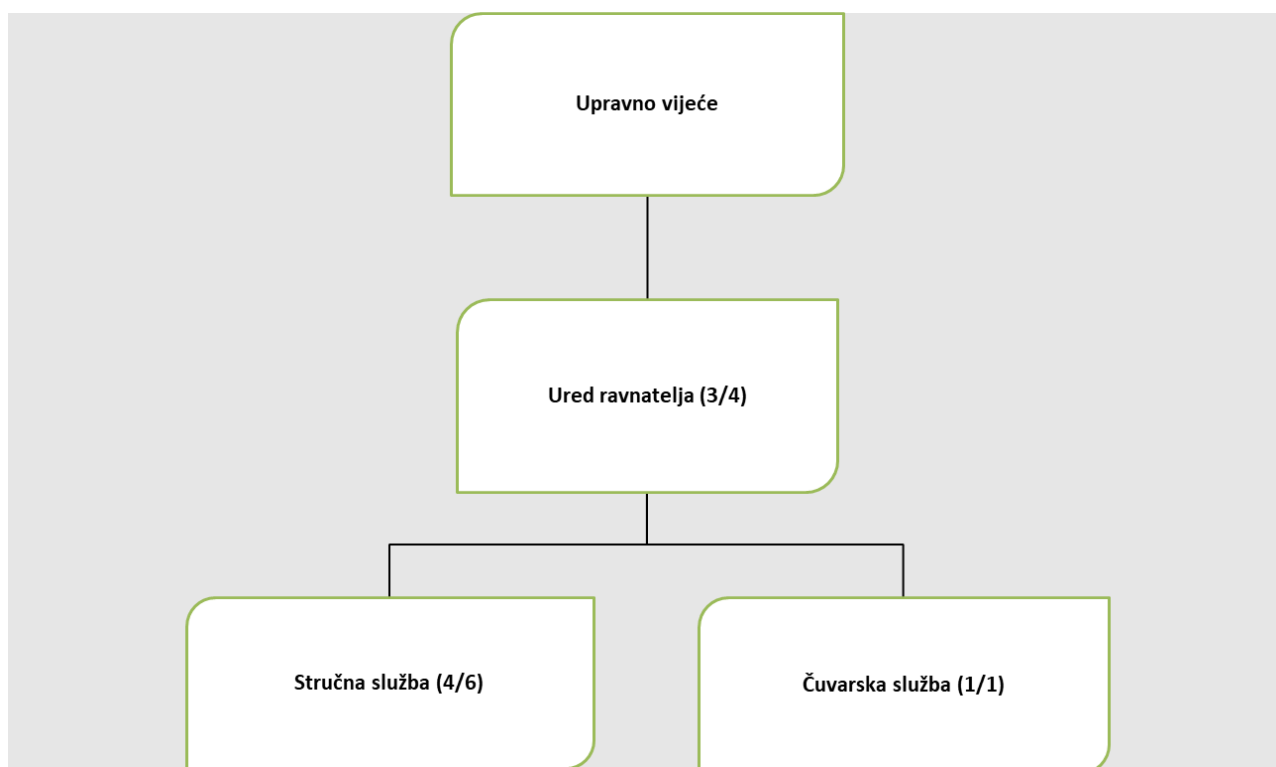 Upravno vijeće
Ured ravnatelja (3/4)
Stručna služba (4/6)
Čuvarska služba (1/1)